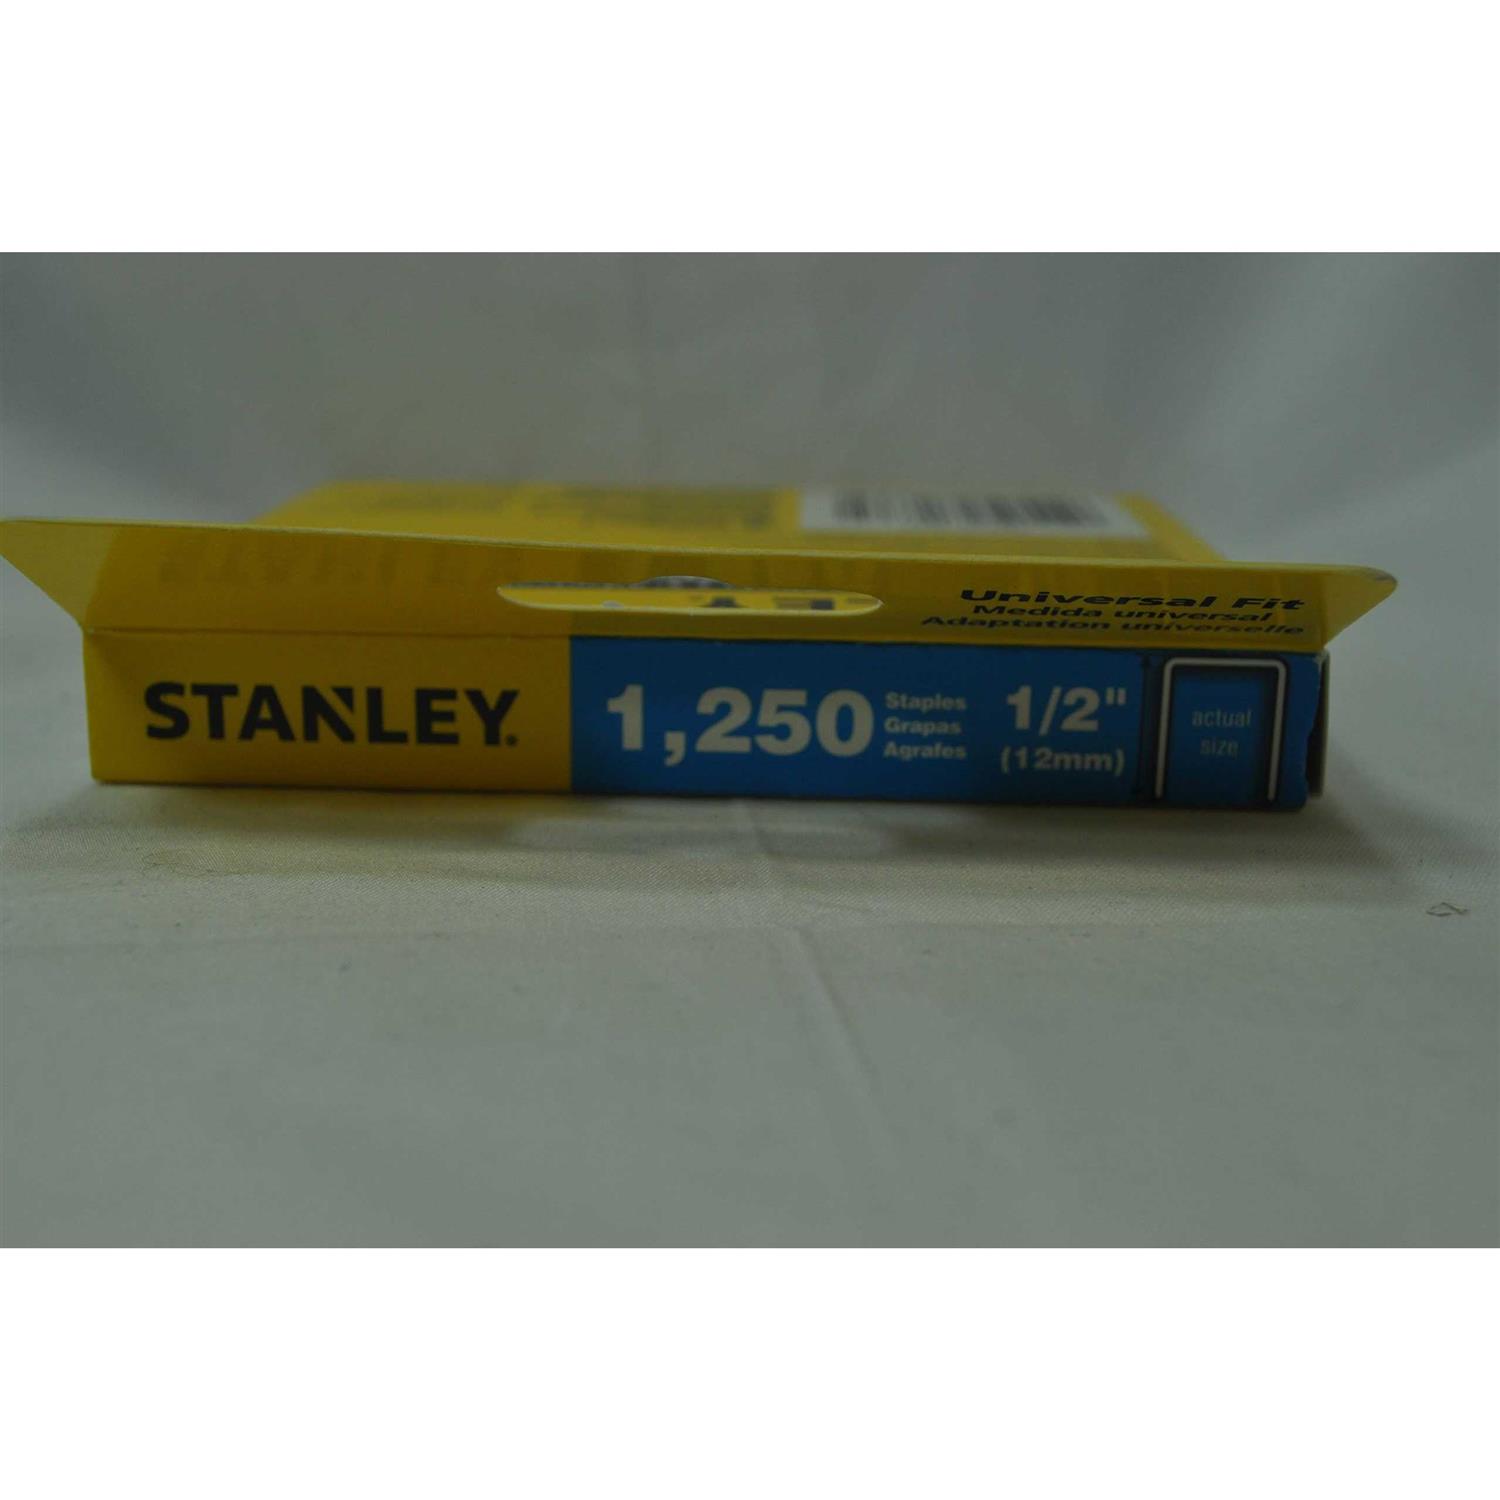 Universal Fit
Medida universal
Adaptation universelle
STANLEY.
1,250
Staples
Grapas
Agrafes
1/2"
(12mm)
actual
size